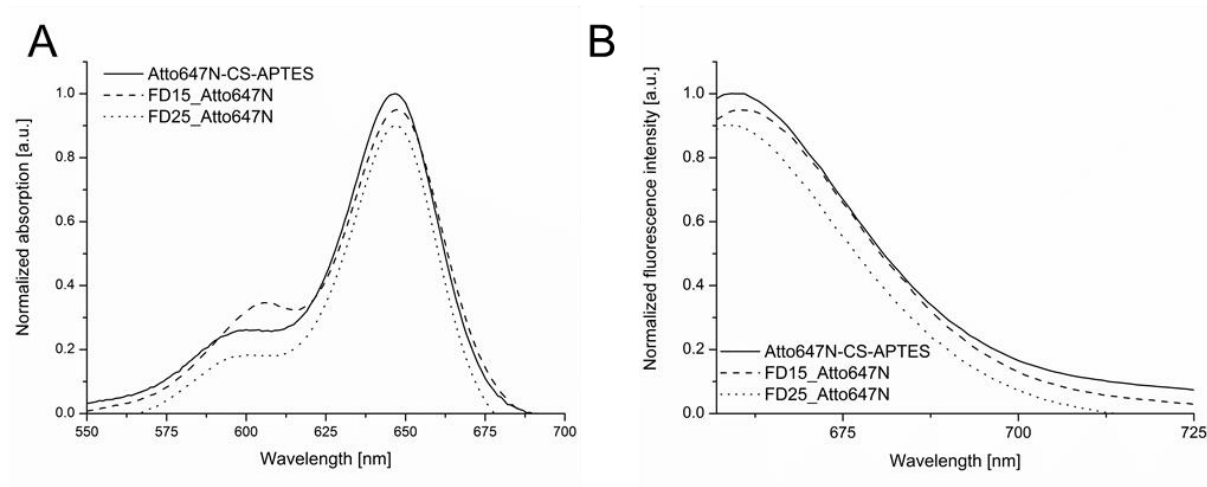 A
Atto647N-CS-APTES
FD15_Atto647N
FD25_Atto647N
Normalized absorption [a.u.]
1.0
0.8
0.6
0.4
0.2
0.0
550 575 600 625 650 675 700
Wavelength [nm]
B
Normalized fluorescence intensity [a.u.]
1.0
0.8
0.6
0.4
0.2
0.0
Atto647N-CS-APTES
FD15_Atto647N
FD25_Atto647N
675 700 725
Wavelength [nm]